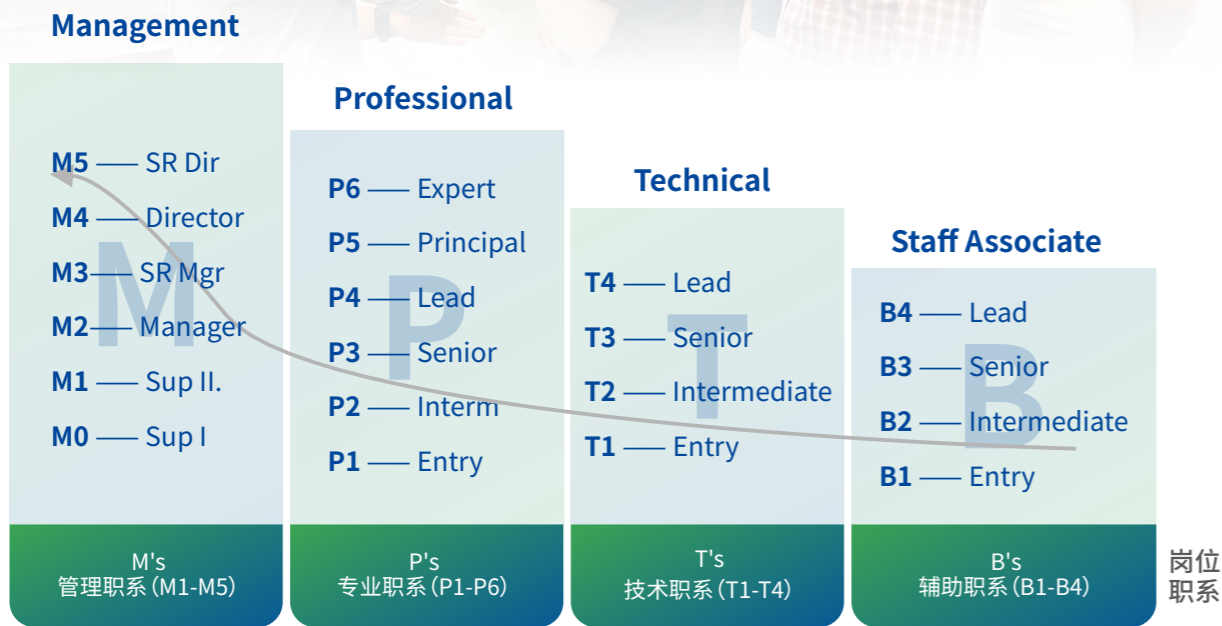 Management
M5 —— SR Dir
M4 —— Director
M3—— SR Mgr
M2—— Manager
M1 —— Sup II.
M0 —— Sup I
M
M's
管理职系（M1-M5）
Professional
P6 —— Expert
P5 —— Principal
P4 —— Lead
P3 —— Senior
P2 —— Interm
P1 —— Entry
P
P's
专业职系（P1-P6）
Technical
T4 —— Lead
T3 —— Senior
T2 —— Intermediate
T1 —— Entry
T
T's
技术职系（T1-T4）
Staff Associate
B4 —— Lead
B3 —— Senior
B2 —— Intermediate
B1 —— Entry
B
B's
辅助职系（B1-B4）
岗位
职系